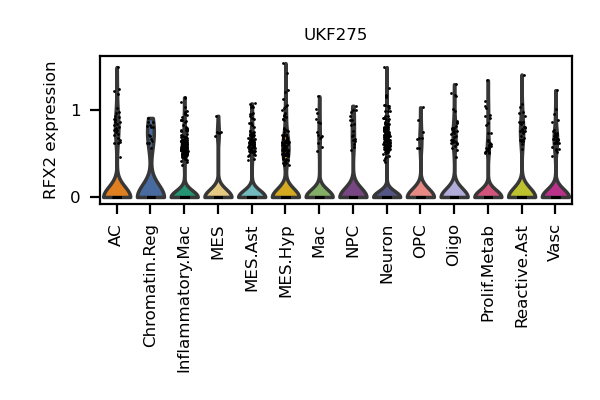 UKF275
RFX2 expression
1
0
AC
Chromatin.Reg
Inflammatory.Mac
MES
MES.Ast
MES.Hyp
Mac
NPC
Neuron
OPC
Oligo
Prolif.Metab
Reactive.Ast
Vasc